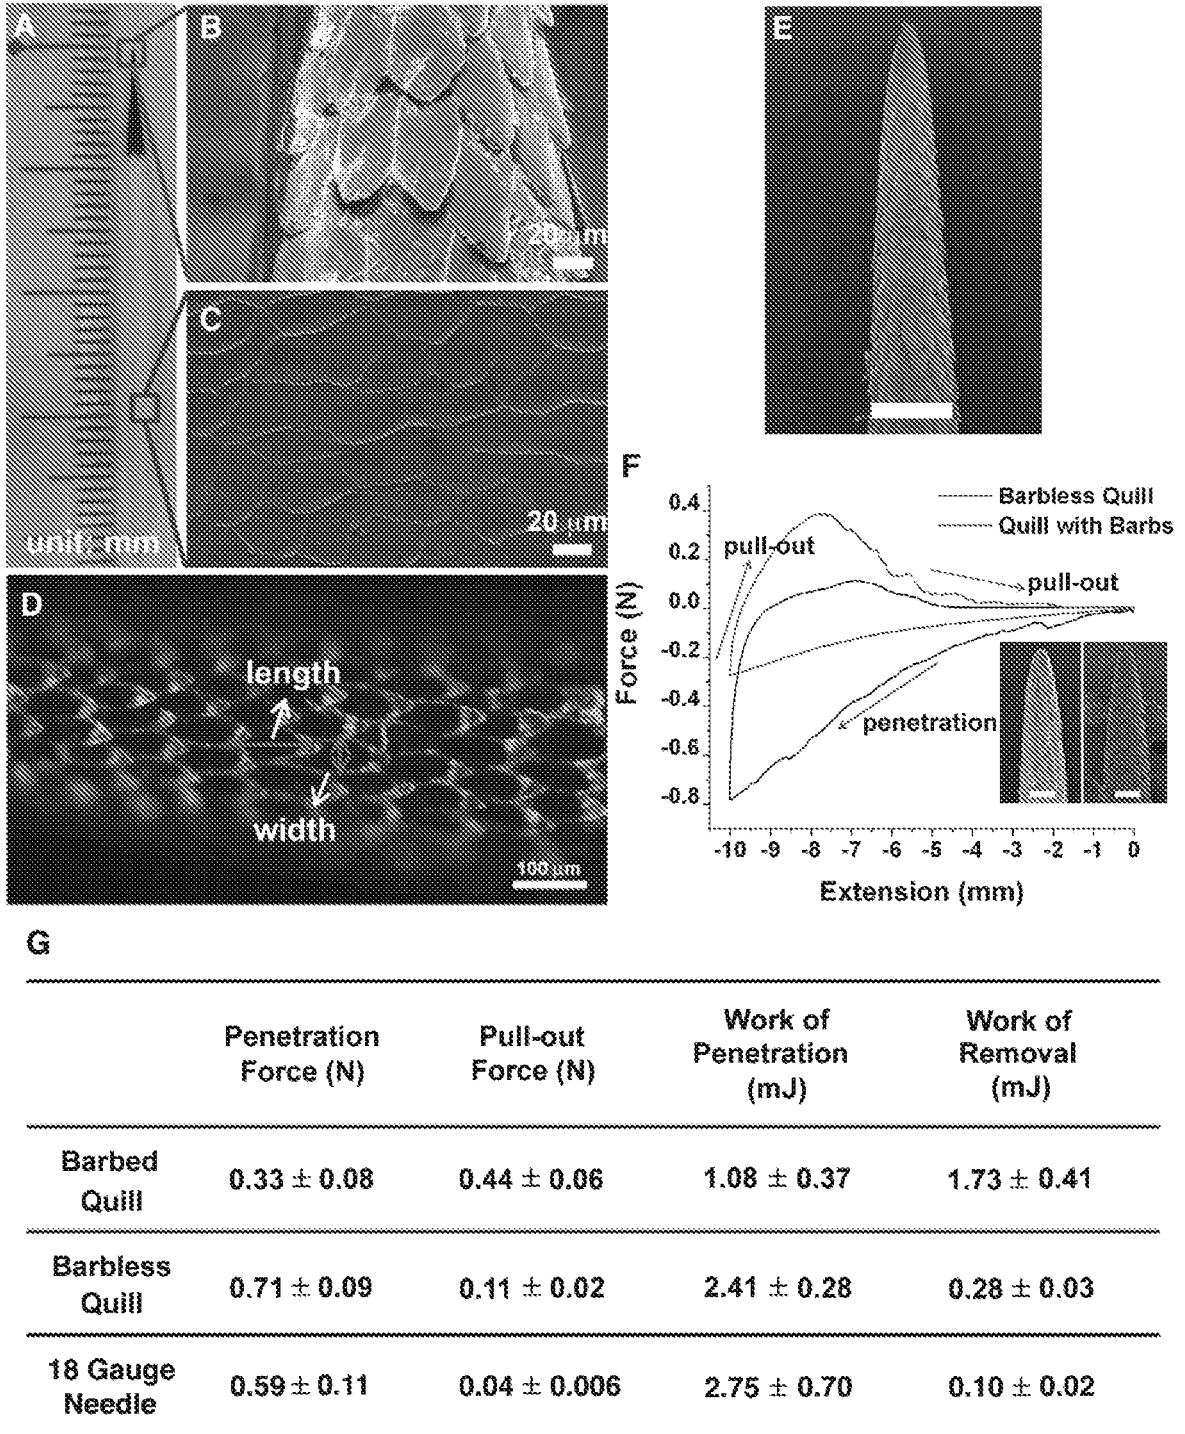 A
B
20 μm
C
20 μm
unit: mm
D
length
width
100 μm
E
F
Barbless Quill
Quill with Barbs
pull-out
pull-out
penetration
Force (N)
0.4
0.2
0.0
-0.2
-0.4
-0.6
-0.8
-10 -9 -8 -7 -6 -5 -4 -3 -2 -1 0
Extension (mm)
G
Penetration Force (N)
Pull-out Force (N)
Work of Penetration (mJ)
Work of Removal (mJ)
Barbed Quill
0.33 ± 0.08 0.44 ± 0.06 1.08 ± 0.37 1.73 ± 0.41
Barbless Quill
0.71 ± 0.09 0.11 ± 0.02 2.41 ± 0.28 0.28 ± 0.03
18 Gauge Needle
0.59 ± 0.11 0.04 ± 0.006 2.75 ± 0.70 0.10 ± 0.02